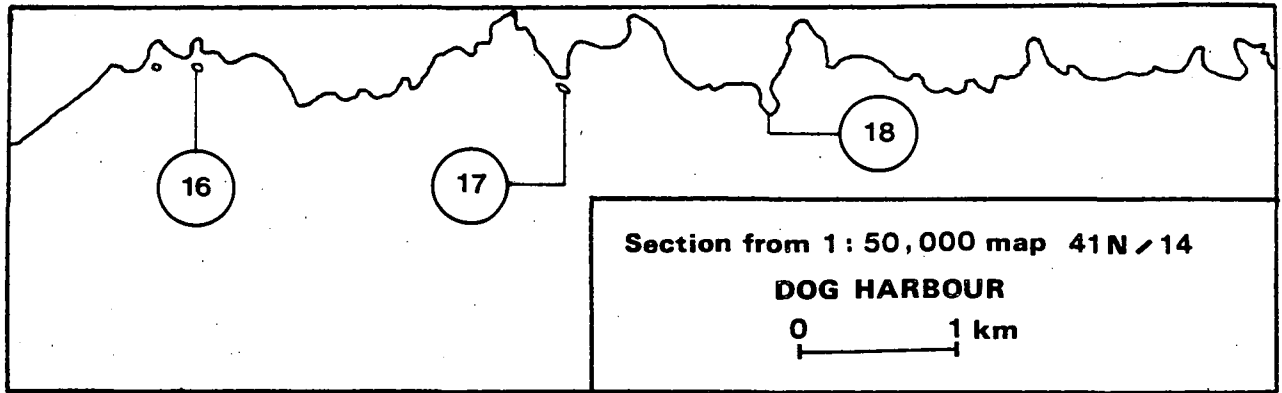 16
17
18
Section from 1 : 50,000 map 41N / 14
DOG HARBOUR
0 1 km